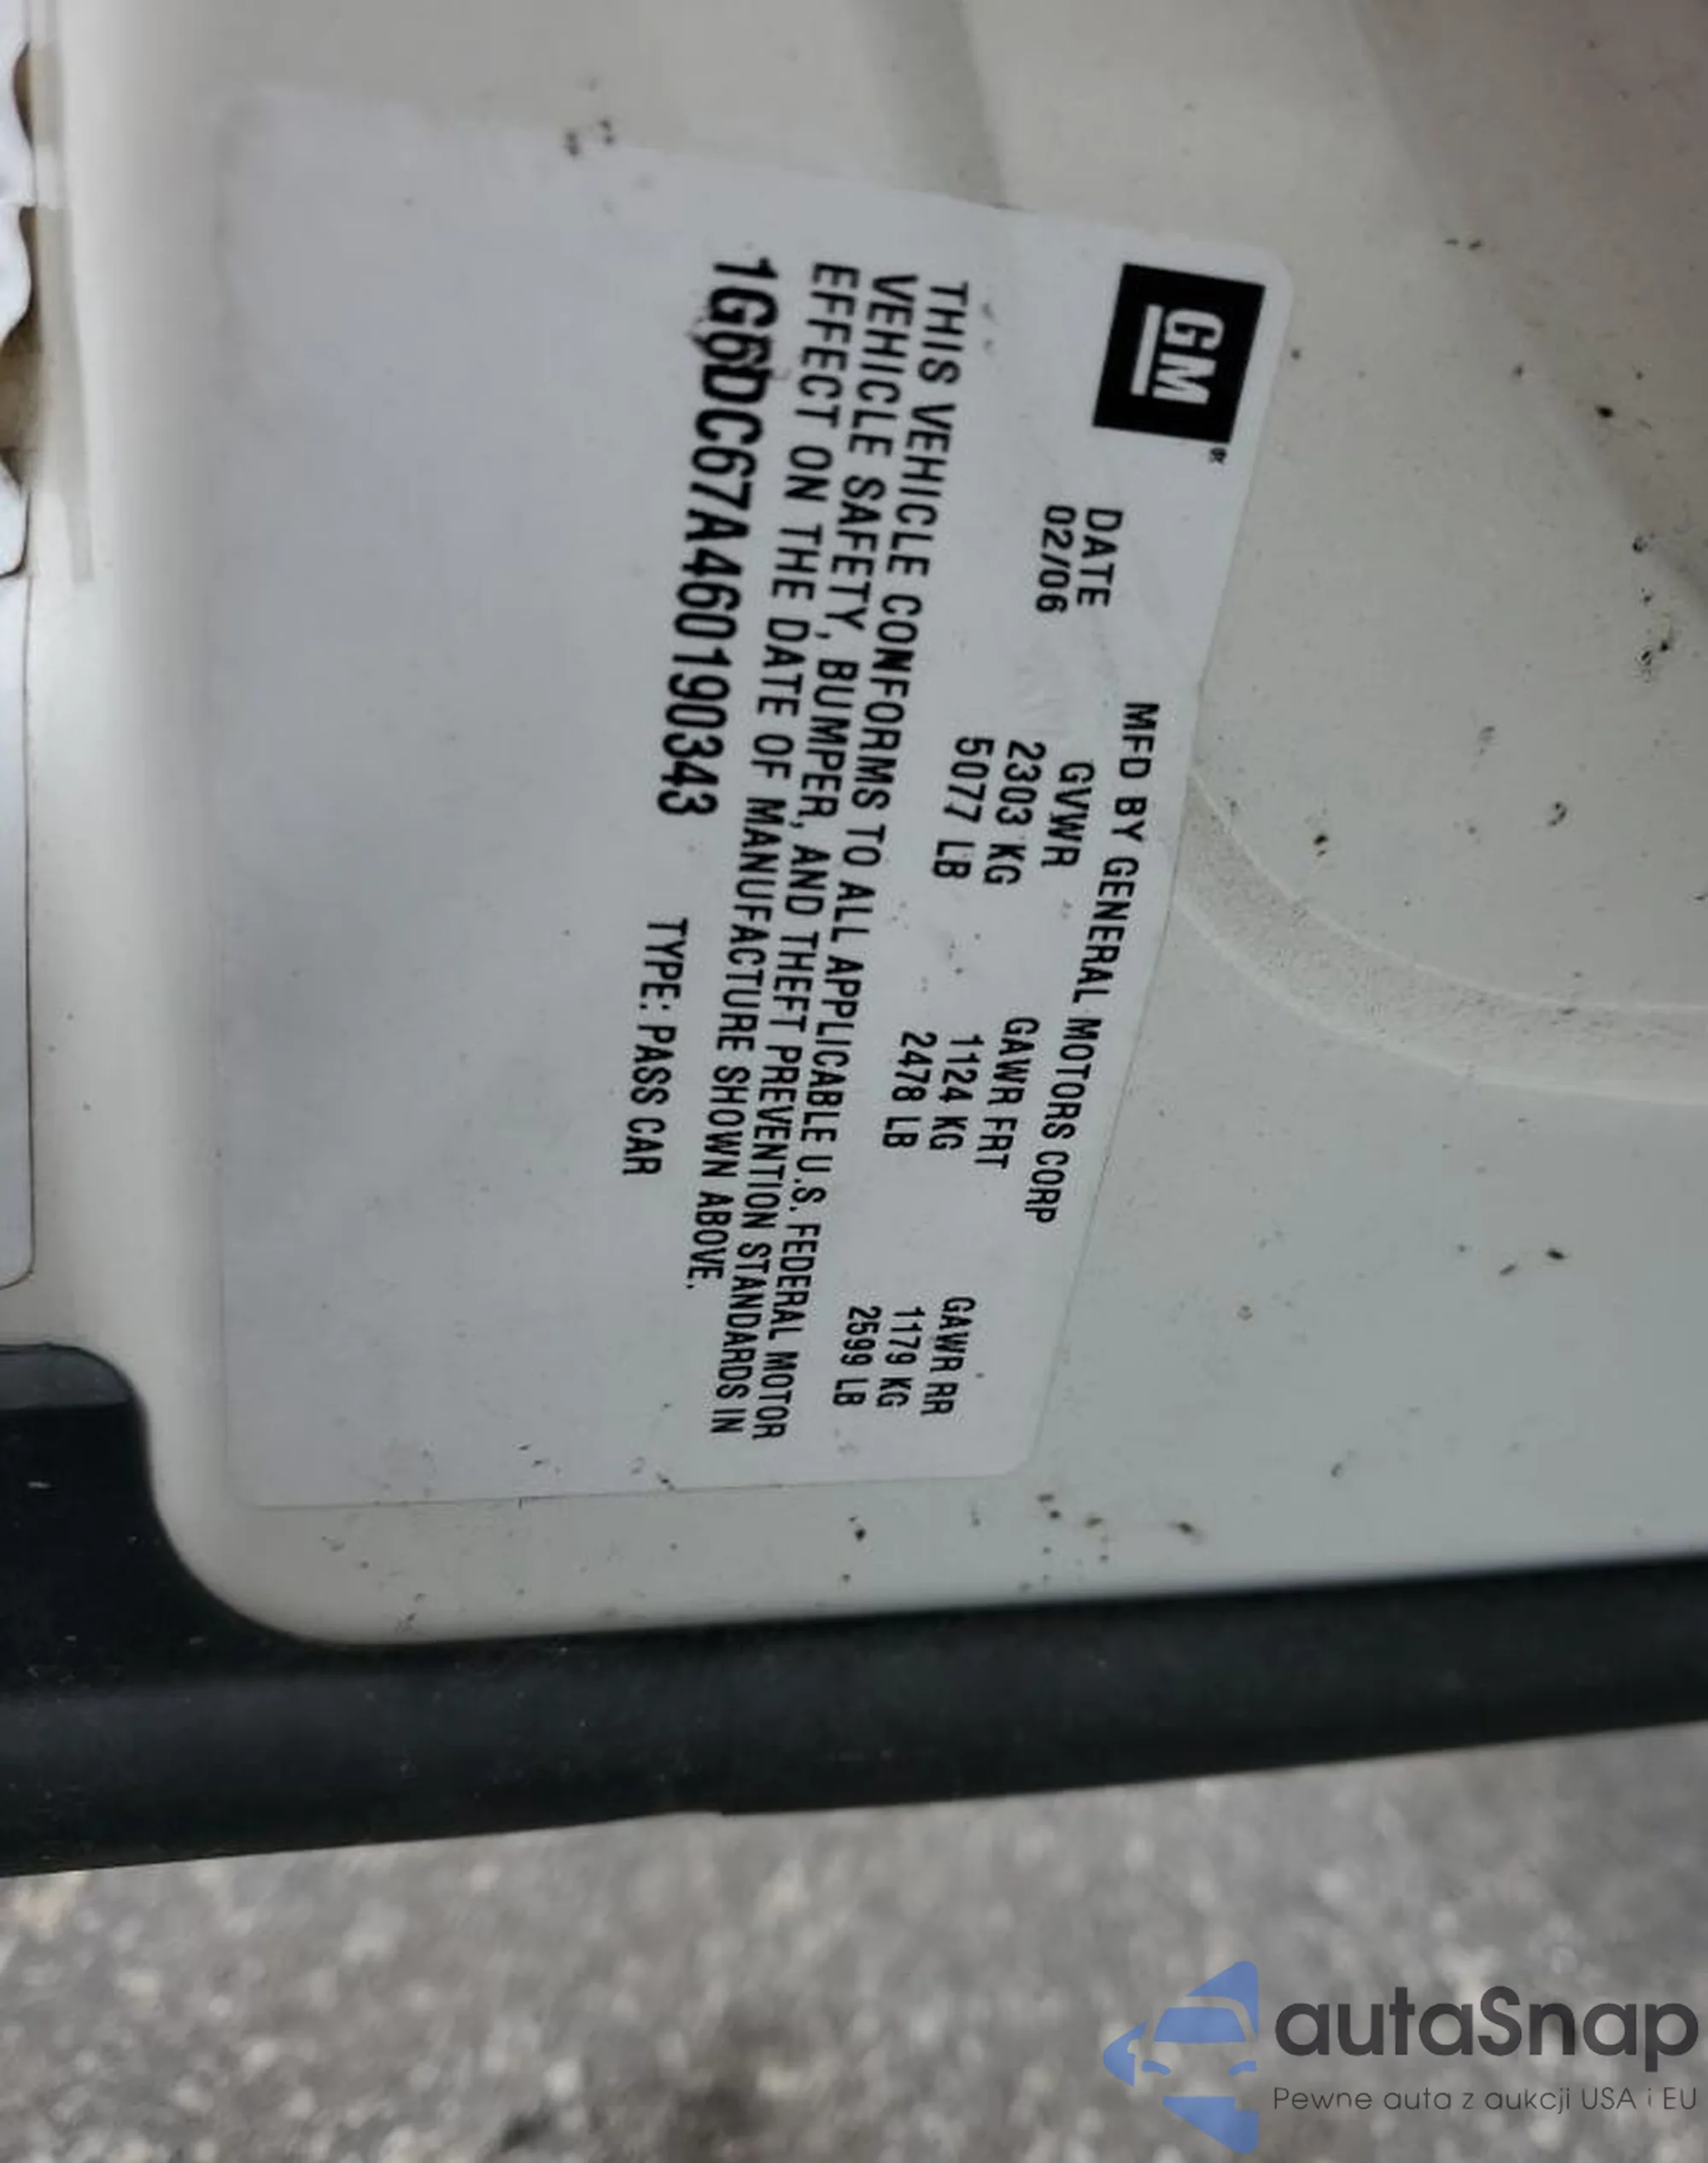 GM®
MFD BY GENERAL MOTORS CORP
DATE GVWR GAWR FRT GAWR RR
02/06 2303 KG 1124 KG 1179 KG
5077 LB 2478 LB 2599 LB
THIS VEHICLE CONFORMS TO ALL APPLICABLE U.S. FEDERAL MOTOR
VEHICLE SAFETY, BUMPER, AND THEFT PREVENTION STANDARDS IN
EFFECT ON THE DATE OF MANUFACTURE SHOWN ABOVE.
1G6DC67A460190343 TYPE: PASS CAR
autaSnap
Pewne auta z aukcji USA i EU